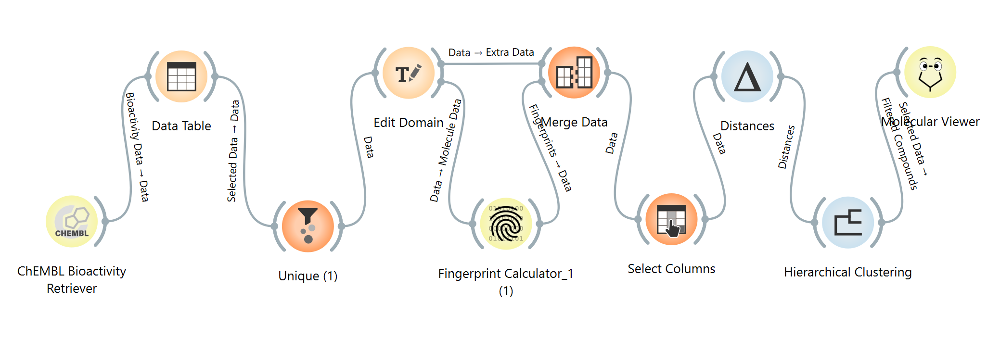 Data → Extra Data
Data Table
Edit Domain
Merge Data
Distances
Molecular Viewer
Bioactivity Data → Data
Selected Data → Data
Data
Data → Molecule Data
Fingerprints → Data
Data
Data
Distances
Selected Data →
Filtered Compounds
CHEMBL
T
01010100
00000000
ChEMBL Bioactivity
Retriever
Unique (1)
Fingerprint Calculator_1
(1)
Select Columns
Hierarchical Clustering